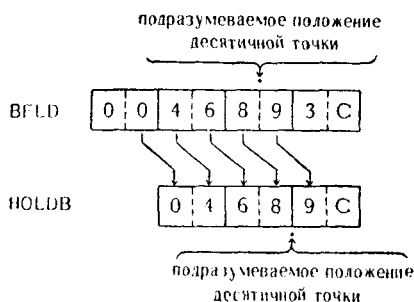 подразумеваемое положение
десятичной точки
BFLD 0 0 4 6 8 9 3 C
HOLDB 0 4 6 8 9 C
подразумеваемое положение
десятичной точки